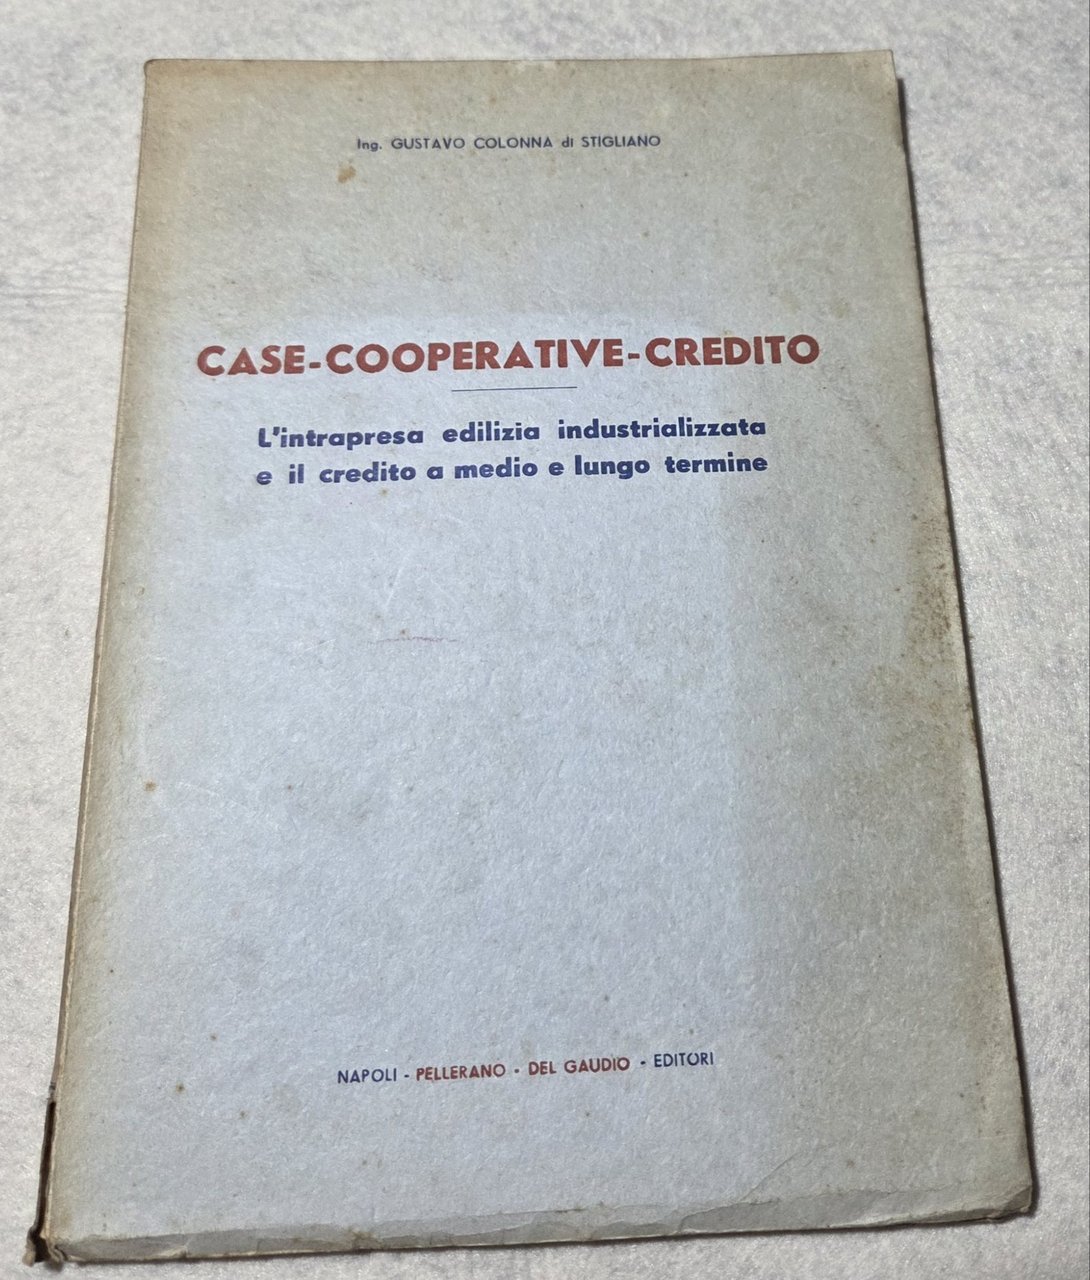 Ing. GUSTAVO COLONNA di STIGLIANO
CASE-COOPERATIVE-CREDITO
L'intrapresa edilizia industrializzata
e il credito a medio e lungo termine
NAPOLI - PELLERANO - DEL GAUDIO - EDITORI